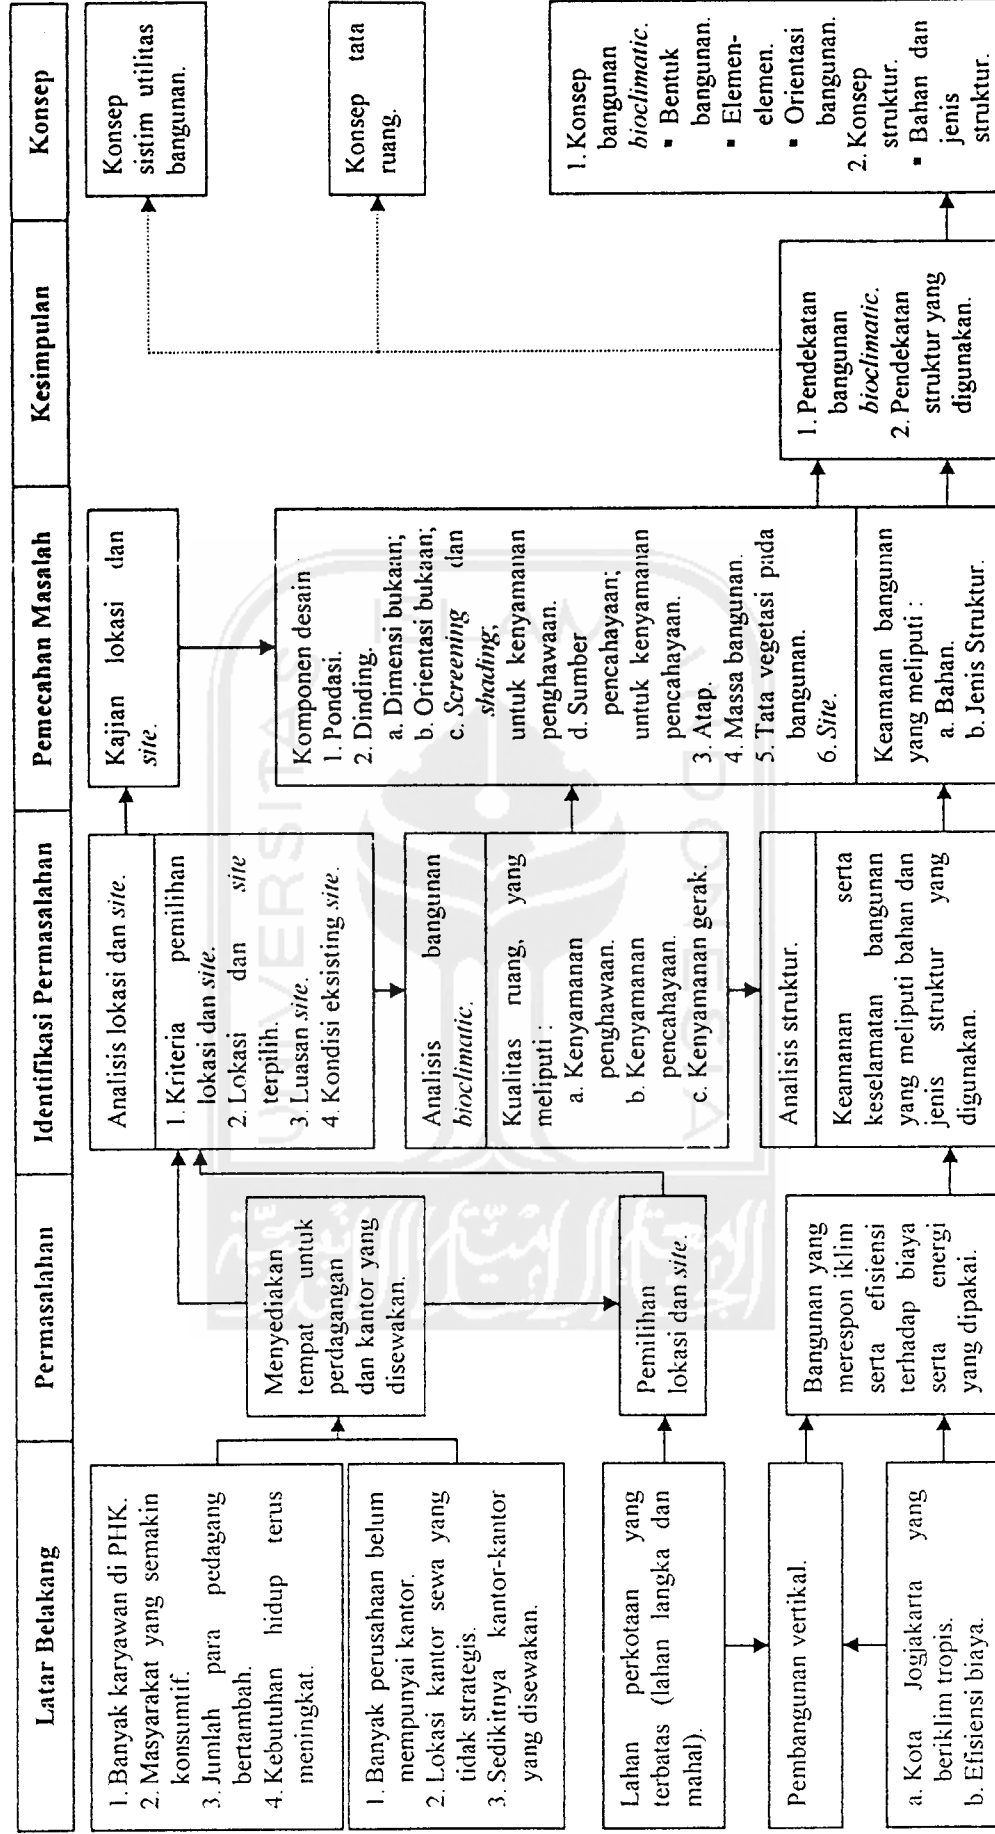 Latar Belakang
Permasalahan
Identifikasi Permasalahan
Penecahan Masalah
Kesimpulan
Konsep
1. Banyak karyawan di PHK.
2. Masyarakat yang semakin
konsumtif.
3. Jumlah para pedagang
bertambah.
4. Kebutuhan hidup terus
meningkat.
1. Banyak perusahan belum
mempunyai kantor.
2. Lokasi kantor sewa yang
tidak strategis.
3. Sedikitnya kantor-kantor
yang disewakan.
Lahan perkotaan yang
terbatas (lahan langka dan
mahal).
Pembangunan vertikal.
a. Kota Jogjakarta yang
beriklim tropis.
b. Efisiensi biaya.
Menyediakan
tempat untuk
perdagangan
dan kantor yang
disewakan.
Pemilihan
lokasi dan site.
Bangunan yang
merespon iklim
serta efisiensi
terhadap biaya
serta energi
yang dipakai.
Analisis lokasi dan site.
1. Kriteria pemilihan
lokasi dan site.
2. Lokasi dan site
terpilih.
3. Luasan site.
4. Kondisi eksisting site.
Analisis bangunan
bioclimatic.
Kualitas ruang, yang
meliputi :
a. Kenyamanan
penghawaan.
b. Kenyamanan
pencahayaan.
c. Kenyamanan gerak.
Analisis struktur.
Keamanan serta
keselamatan bangunan
yang meliputi bahan dan
jenis struktur yang
digunakan.
Kajian lokasi dan
site.
Komponen desain
1. Pondasi.
2. Dinding.
a. Dimensi bukaan;
b. Orientasi bukaan;
c. Screening dan
shading;
untuk kenyamanan
penghawaan.
d. Sumber
pencahayaan;
untuk kenyamanan
pencahayaan.
3. Atap.
4. Massa bangunan.
5. Tata vegetasi pada
bangunan.
6. Site.
Keamanan bangunan
yang meliputi :
a. Bahan.
b. Jenis Struktur.
1. Pendekatan
bangunan
bioclimatic.
2. Pendekatan
struktur yang
digunakan.
Konsep
sistim utilitas
bangunan.
Konsep tata
ruang.
1. Konsep
bangunan
bioclimatic.
▪ Bentuk
bangunan.
▪ Elemen-
elemen.
▪ Orientasi
bangunan.
2. Konsep
struktur.
▪ Bahan dan
jenis
struktur.
UNIVERSITAS
ISLAM
INDONESIA